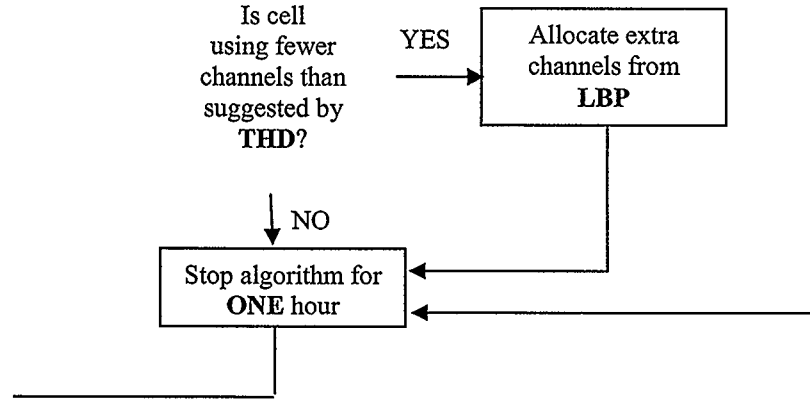 Is cell
using fewer
channels than
suggested by
THD?
YES
Allocate extra
channels from
LBP
NO
Stop algorithm for
ONE hour